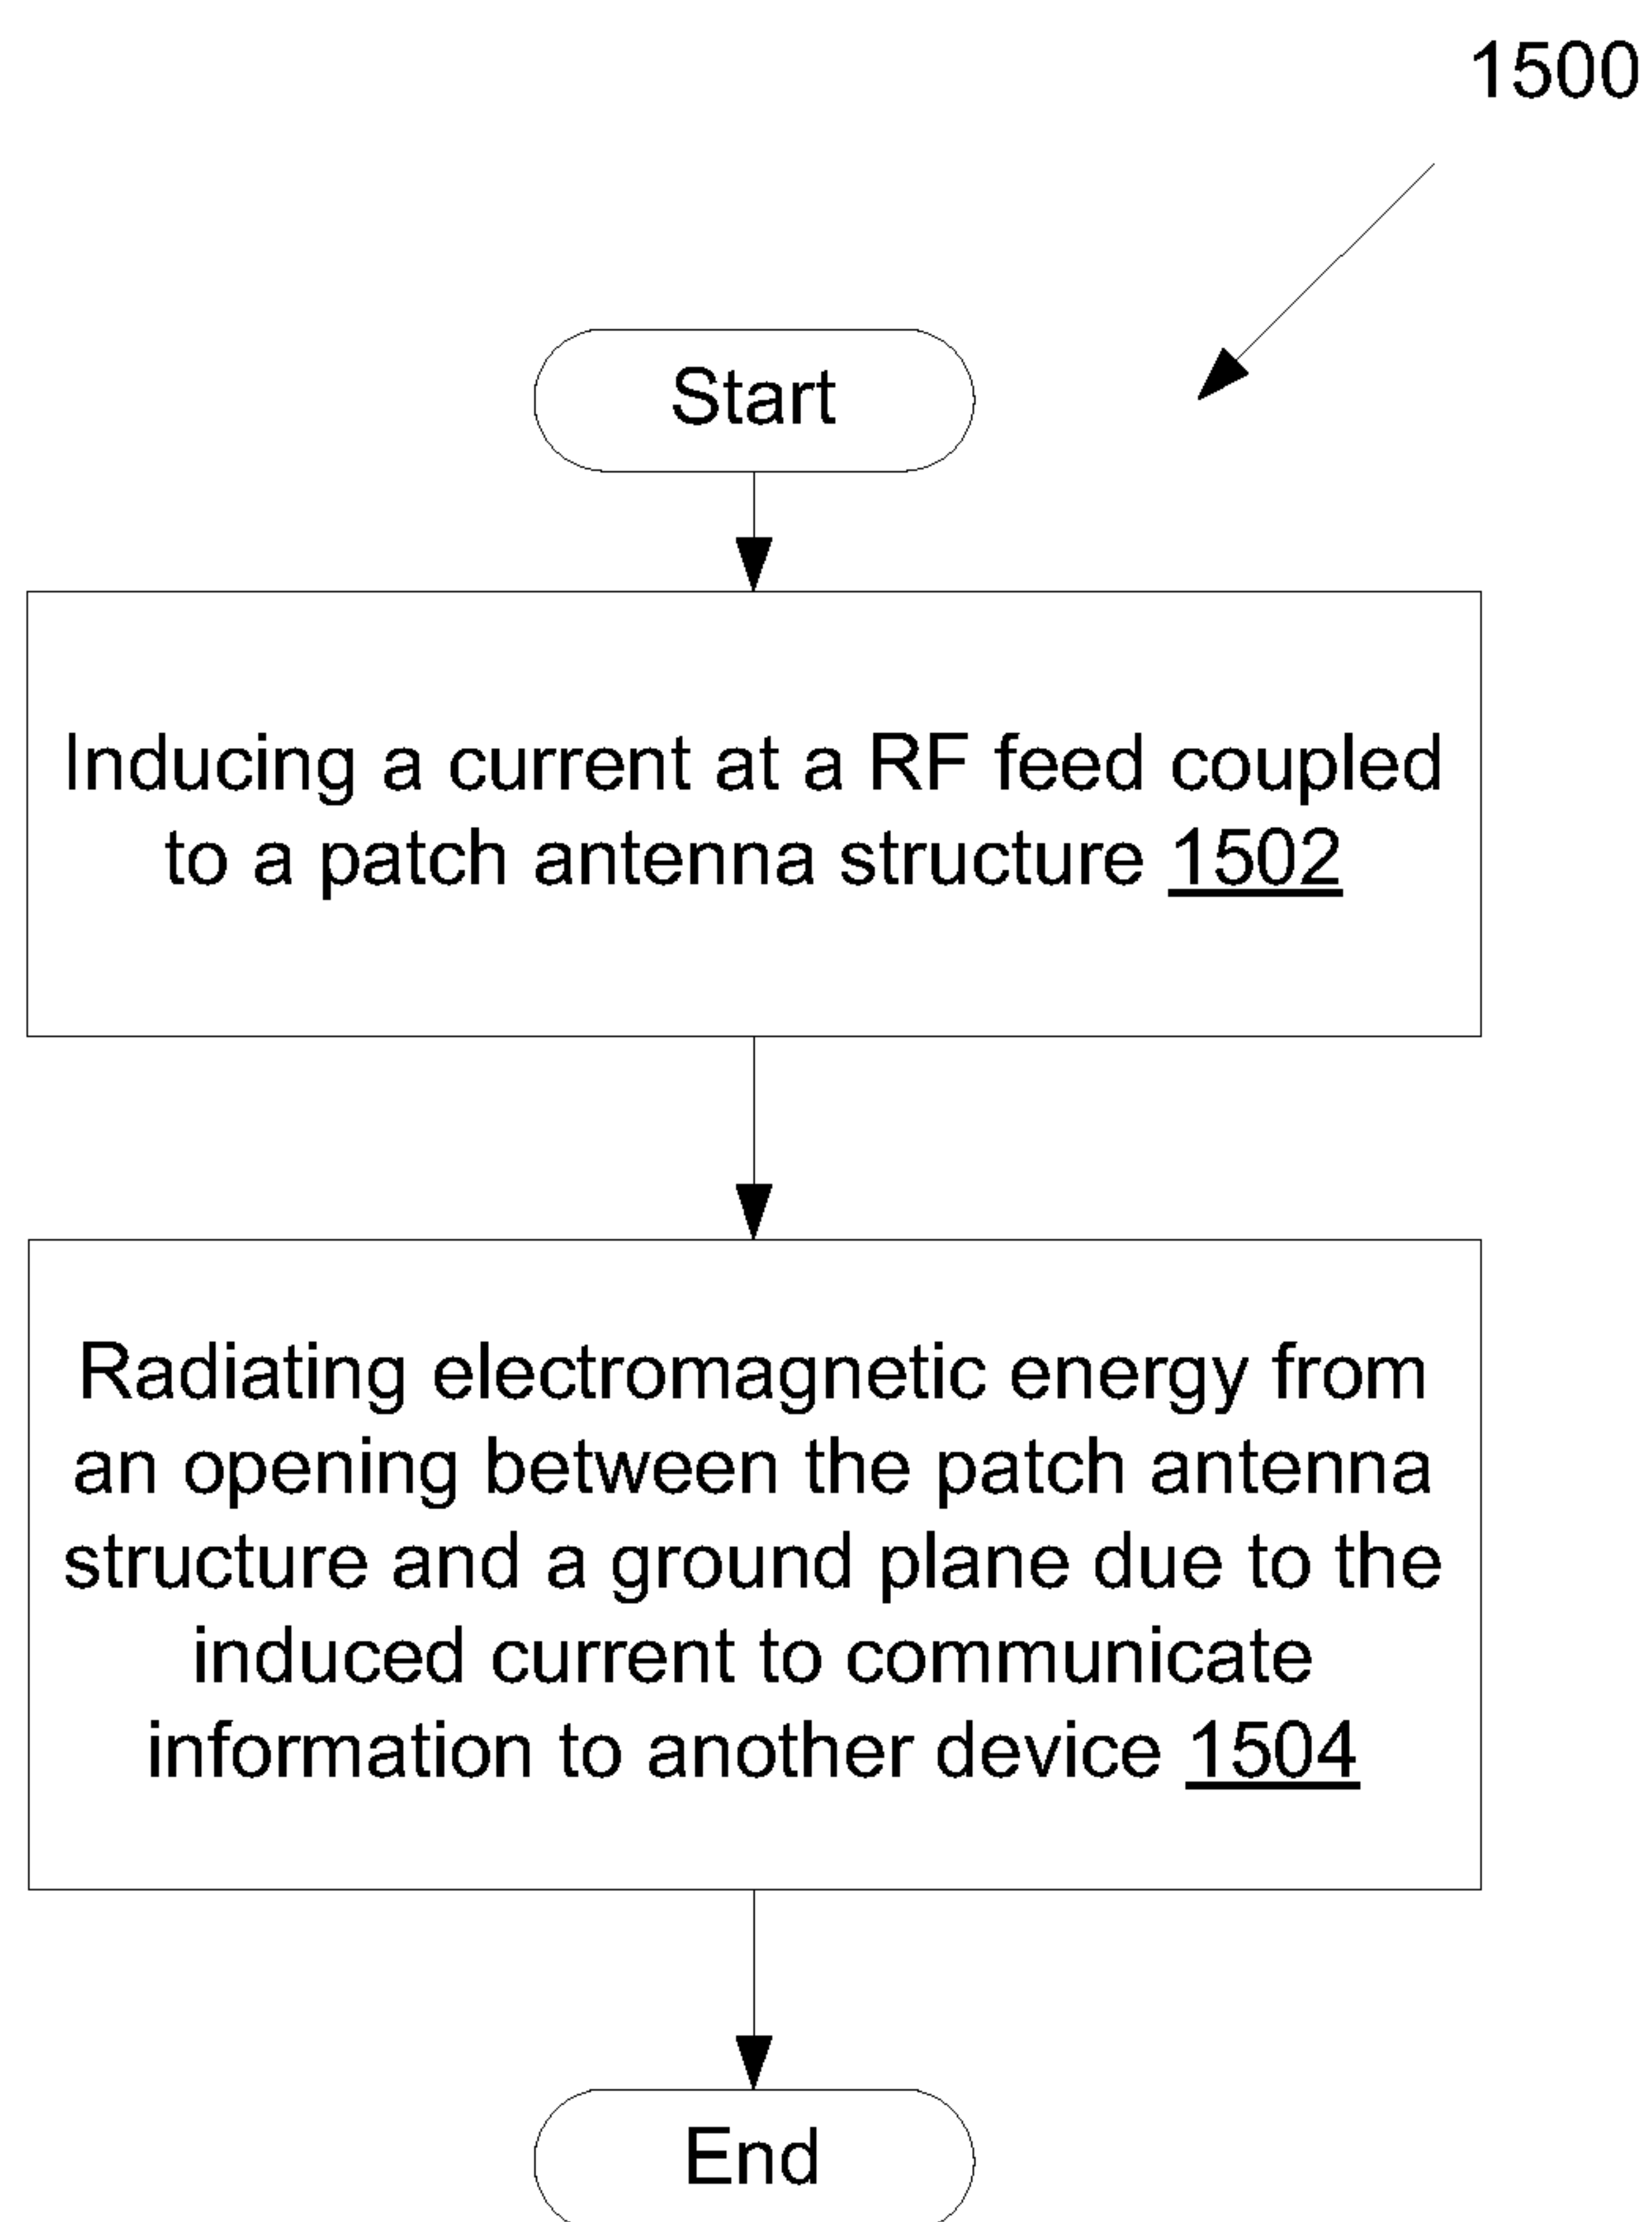 1500
Start
Inducing a current at a RF feed coupled
to a patch antenna structure 1502
Radiating electromagnetic energy from
an opening between the patch antenna
structure and a ground plane due to the
induced current to communicate
information to another device 1504
End